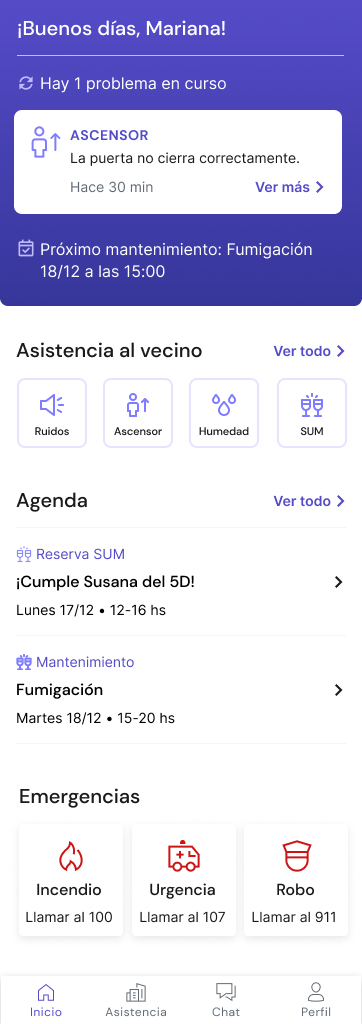 ¡Buenos días, Mariana!
Hay 1 problema en curso
ASCENSOR
La puerta no cierra correctamente.
Hace 30 min
Ver más
Próximo mantenimiento: Fumigación
18/12 a las 15:00
Asistencia al vecino
Ver todo
Ruidos
Ascensor
Humedad
SUM
Agenda
Ver todo
Reserva SUM
¡Cumple Susana del 5D!
Lunes 17/12 • 12-16 hs
Mantenimiento
Fumigación
Martes 18/12 • 15-20 hs
Emergencias
Incendio
Urgencia
Robo
Llamar al 100
Llamar al 107
Llamar al 911
Inicio
Asistencia
Chat
Perfil